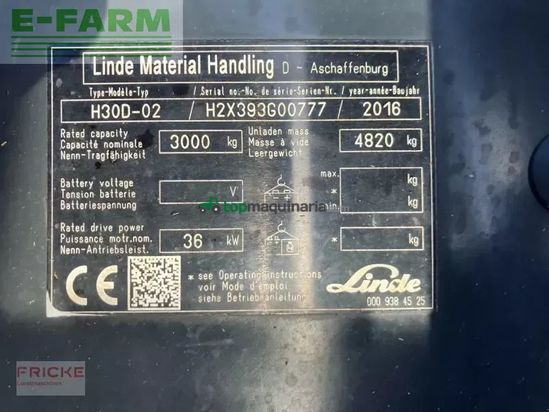 E-FARM
Linde Material Handling D - Aschaffenburg
Type-Modèle-Typ / Serial no.-No de série-Serien-Nr. / year-année-Baujahr
H30D-02 / H2X393G00777 / 2016
Rated capacity
Capacité nominale
Nenn-Tragfähigkeit
3000 kg
Unladen mass
Masse à vide
Leergewicht
4820 kg
Battery voltage
Tension batterie
Batteriespannung
V
max.
*
min.
kg
kg
Rated drive power
Puissance motr.nom.
Nenn-Antriebsleist.
36 kW
*
kg
topmaquinaria
* see Operating instructions
voir Mode d'emploi
siehe Betriebsanleitung
CE
Linde
000 938 45 25
FRICKE
Landmaschinen